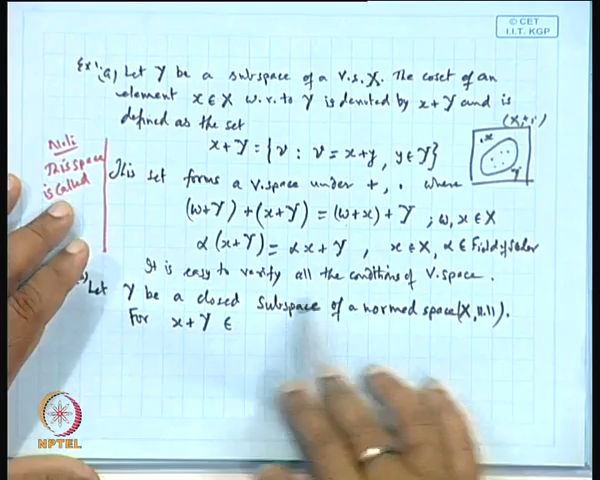 © CET
I.I.T. KGP
Ex1. (a) Let Y be a subspace of a v.s. X. The coset of an
element x ∈ X w.r. to Y is denoted by x + Y and is
defined as the set
x + Y = {v : v = x + y, y ∈ Y}
x
Y
Note
This space
is called
This set forms a v. space under +, . where
(w + Y) + (x + Y) = (w + x) + Y ; w, x ∈ X
α (x + Y) = αx + Y , x ∈ X, α ∈ Field of scalar
It is easy to verify all the conditions of V. space .
Let Y be a closed subspace of a normed space (X, ||.||).
For x + Y ∈
NPTEL